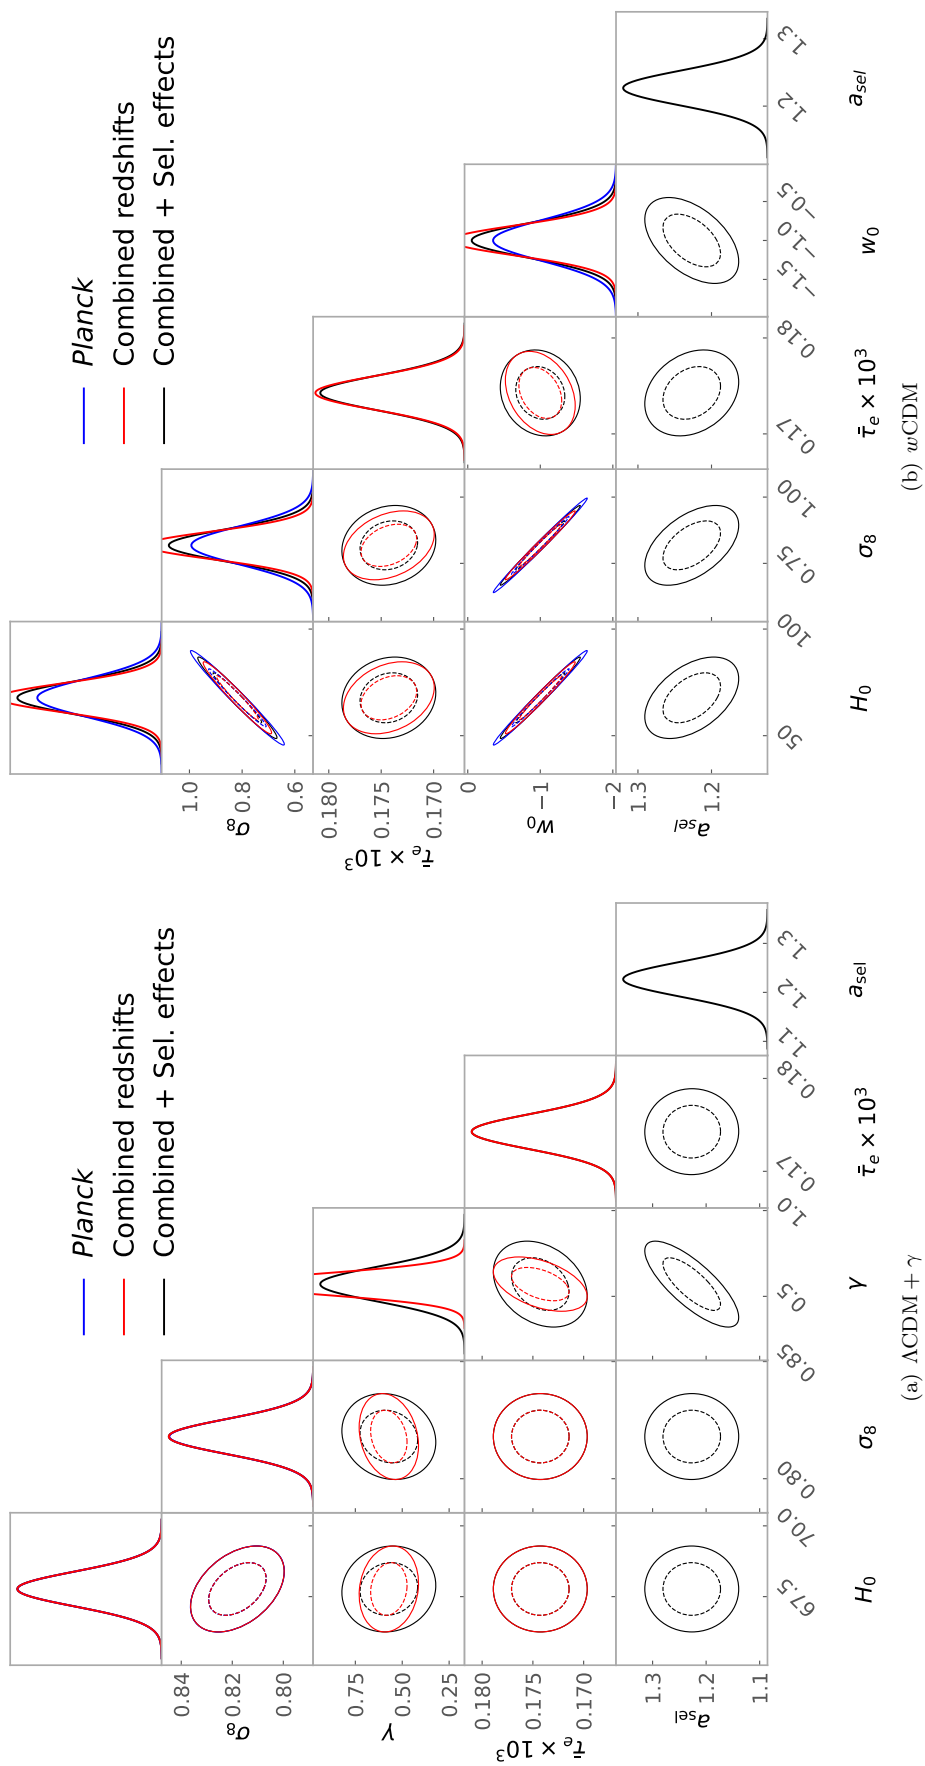 Planck
Combined redshifts
Combined + Sel. effects
0.84
0.82
0.80
σ₈
0.75
0.50
0.25
γ
0.180
0.175
0.170
τ̄ₑ × 10³
1.3
1.2
1.1
a_sel
67.5
70.0
H₀
0.80
0.85
σ₈
0.5
1.0
γ
0.17
0.18
τ̄ₑ × 10³
1.1
1.2
1.3
a_sel
(a) ΛCDM + γ
Planck
Combined redshifts
Combined + Sel. effects
1.0
0.8
0.6
σ₈
0.180
0.175
0.170
τ̄ₑ × 10³
0
−1
−2
w₀
1.3
1.2
a_sel
50
100
H₀
0.75
1.00
σ₈
0.17
0.18
τ̄ₑ × 10³
−1.5
−1.0
−0.5
w₀
1.2
1.3
a_sel
(b) wCDM